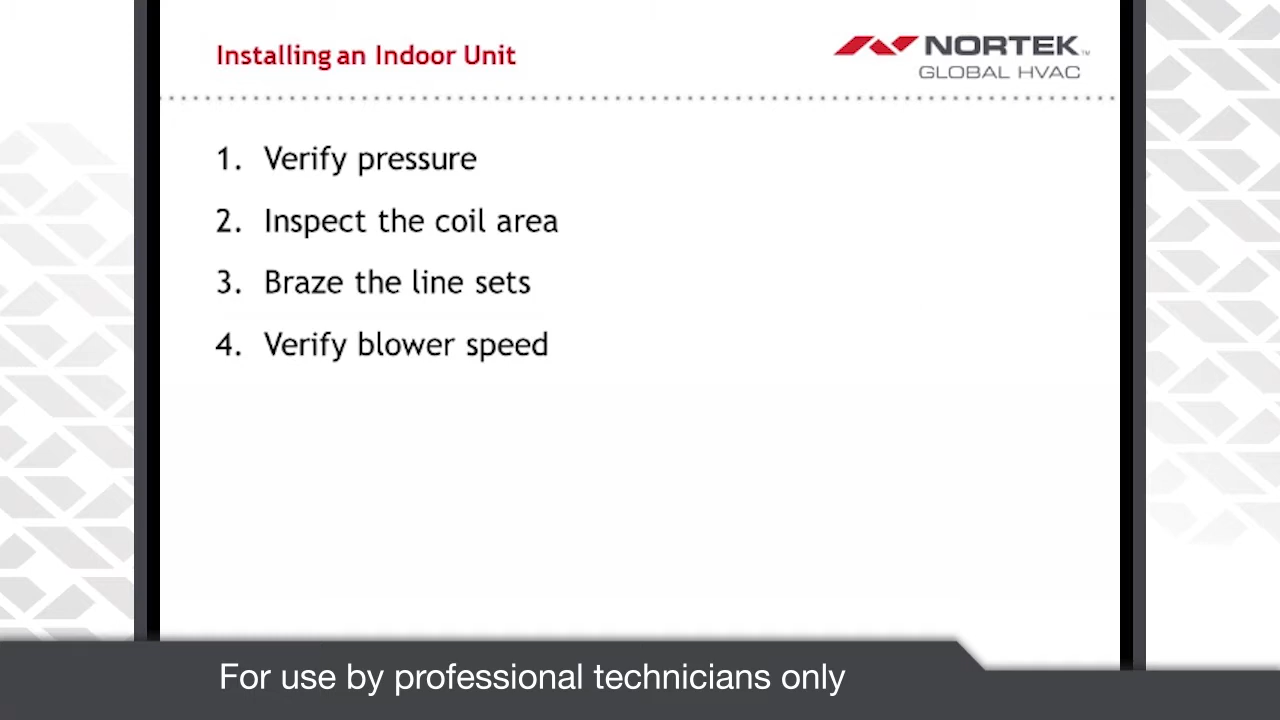 Installing an Indoor Unit
NORTEK™
GLOBAL HVAC
1. Verify pressure
2. Inspect the coil area
3. Braze the line sets
4. Verify blower speed
For use by professional technicians only